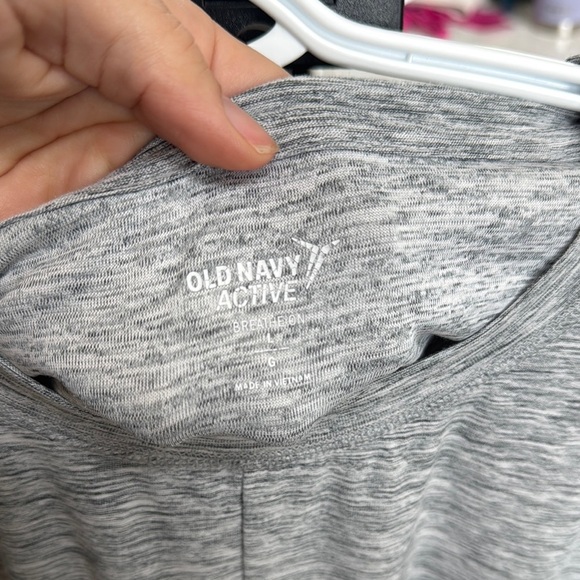 OLD NAVY
ACTIVE
BREATHE ON
L
G
MADE IN VIETNAM